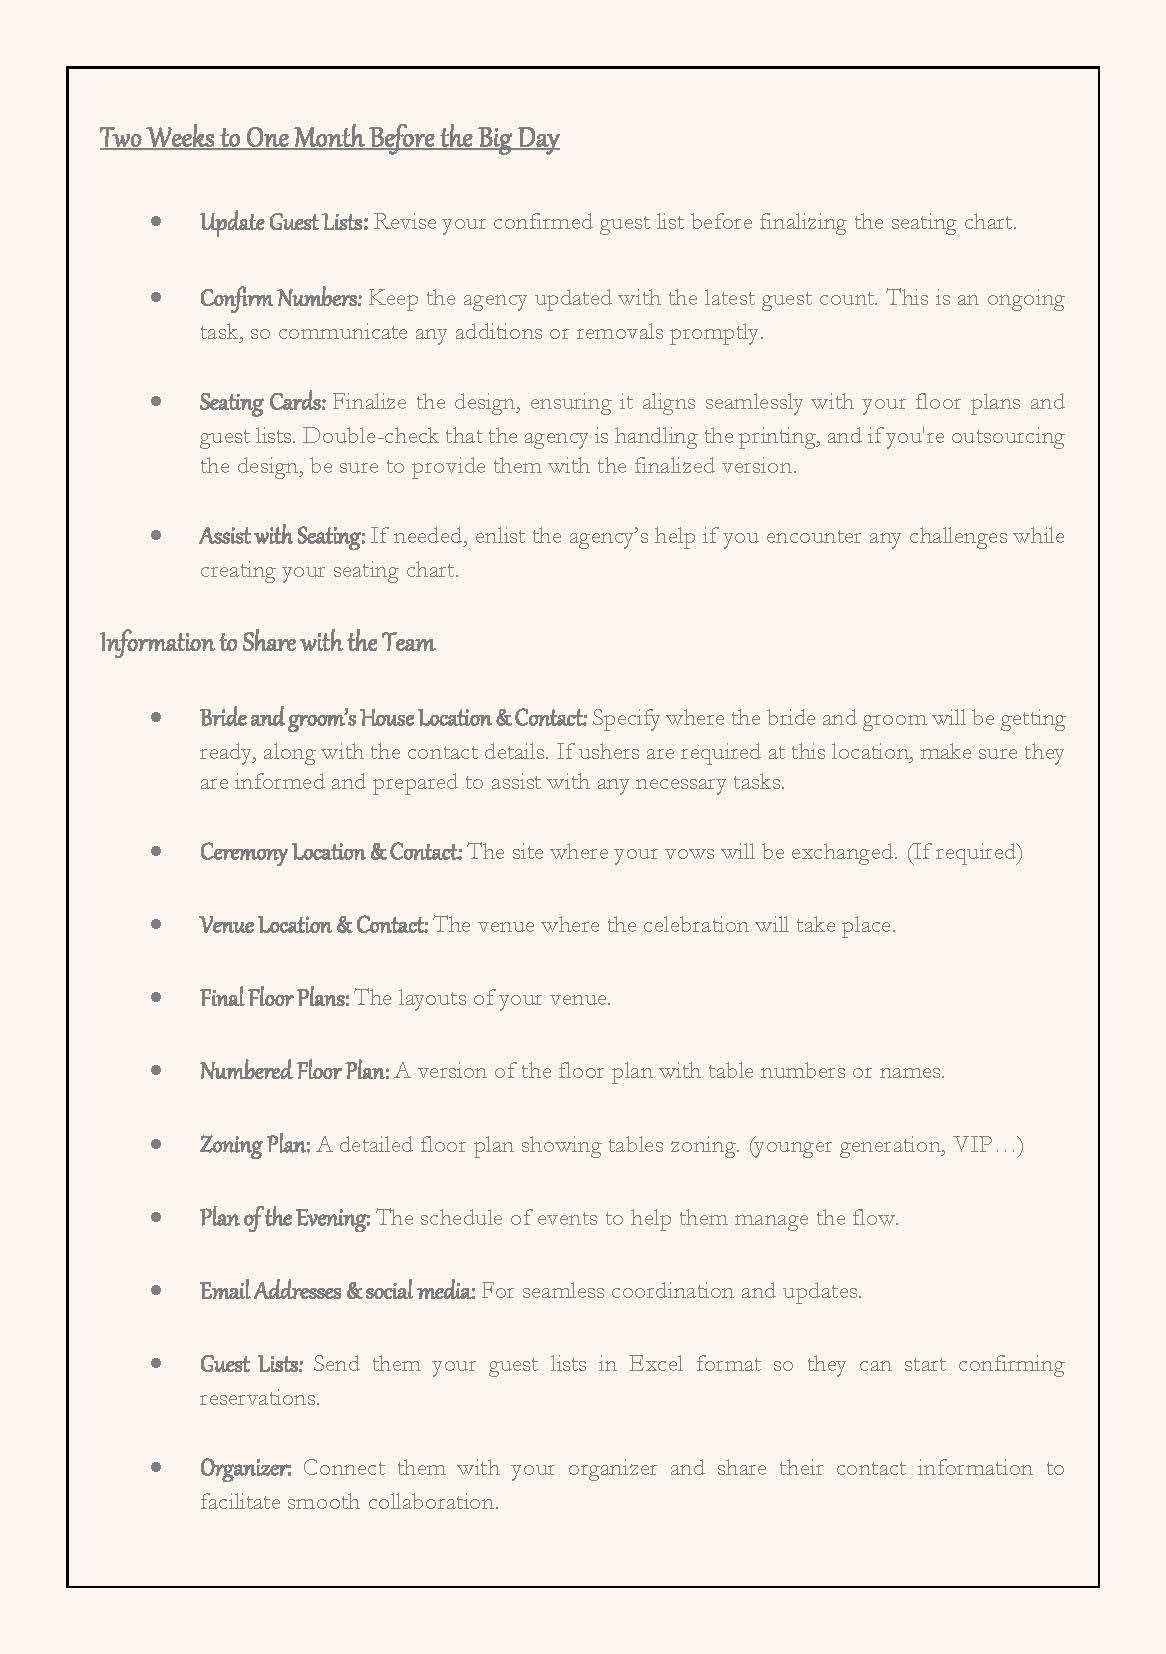 Two Weeks to One Month Before the Big Day
• Update Guest Lists: Revise your confirmed guest list before finalizing the seating chart.
• Confirm Numbers: Keep the agency updated with the latest guest count. This is an ongoing
task, so communicate any additions or removals promptly.
• Seating Cards: Finalize the design, ensuring it aligns seamlessly with your floor plans and
guest lists. Double-check that the agency is handling the printing, and if you're outsourcing
the design, be sure to provide them with the finalized version.
• Assist with Seating: If needed, enlist the agency’s help if you encounter any challenges while
creating your seating chart.
Information to Share with the Team
• Bride and groom’s House Location & Contact: Specify where the bride and groom will be getting
ready, along with the contact details. If ushers are required at this location, make sure they
are informed and prepared to assist with any necessary tasks.
• Ceremony Location & Contact: The site where your vows will be exchanged. (If required)
• Venue Location & Contact: The venue where the celebration will take place.
• Final Floor Plans: The layouts of your venue.
• Numbered Floor Plan: A version of the floor plan with table numbers or names.
• Zoning Plan: A detailed floor plan showing tables zoning. (younger generation, VIP…)
• Plan of the Evening: The schedule of events to help them manage the flow.
• Email Addresses & social media: For seamless coordination and updates.
• Guest Lists: Send them your guest lists in Excel format so they can start confirming
reservations.
• Organizer: Connect them with your organizer and share their contact information to
facilitate smooth collaboration.